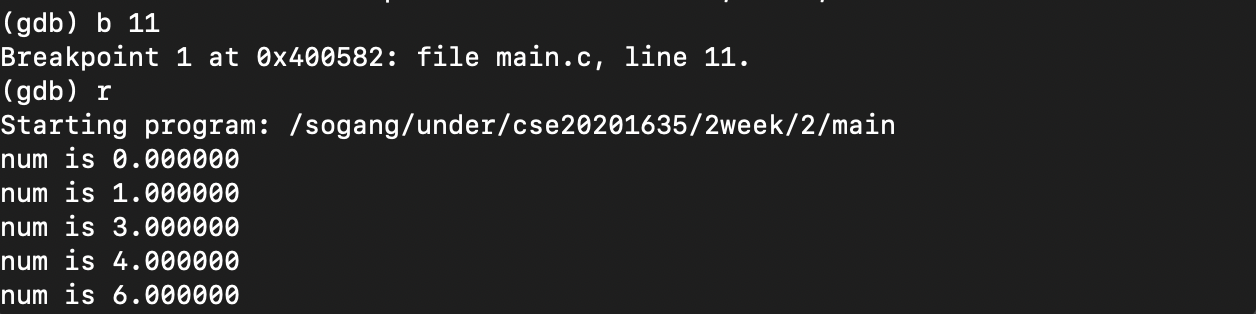 (gdb) b 11
Breakpoint 1 at 0x400582: file main.c, line 11.
(gdb) r
Starting program: /sogang/under/cse20201635/2week/2/main
num is 0.000000
num is 1.000000
num is 3.000000
num is 4.000000
num is 6.000000